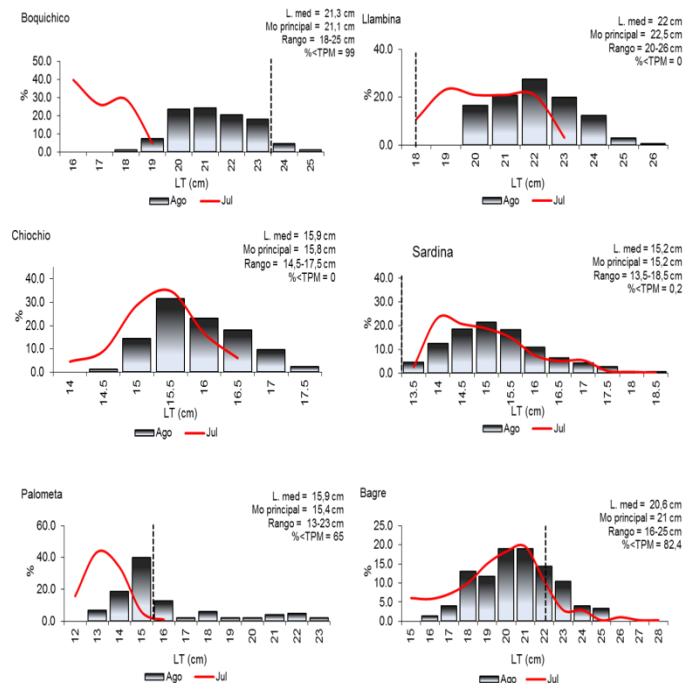 Boquichico
L. med = 21,3 cm
Mo principal = 21,1 cm
Rango = 18-25 cm
%<TPM = 99
50.0
40.0
30.0
20.0
10.0
0.0
%
16 17 18 19 20 21 22 23 24 25
LT (cm)
Ago Jul
Llambina
L. med = 22 cm
Mo principal = 22,5 cm
Rango = 20-26 cm
%<TPM = 0
40.0
20.0
0.0
%
18 19 20 21 22 23 24 25 26
LT (cm)
Ago Jul
Chiochio
L. med = 15,9 cm
Mo principal = 15,8 cm
Rango = 14,5-17,5 cm
%<TPM = 0
40.0
30.0
20.0
10.0
0.0
%
14 14.5 15 15.5 16 16.5 17 17.5
LT (cm)
Ago Jul
Sardina
L. med = 15,2 cm
Mo principal = 15,2 cm
Rango = 13,5-18,5 cm
%<TPM = 0,2
40.0
30.0
20.0
10.0
0.0
%
13.5 14 14.5 15 15.5 16 16.5 17 17.5 18 18.5
LT (cm)
Ago Jul
Palometa
L. med = 15,9 cm
Mo principal = 15,4 cm
Rango = 13-23 cm
%<TPM = 65
60.0
40.0
20.0
0.0
%
12 13 14 15 16 17 18 19 20 21 22 23
LT (cm)
Ago Jul
Bagre
L. med = 20,6 cm
Mo principal = 21 cm
Rango = 16-25 cm
%<TPM = 82,4
25.0
20.0
15.0
10.0
5.0
0.0
%
15 16 17 18 19 20 21 22 23 24 25 26 27 28
LT (cm)
Ago Jul